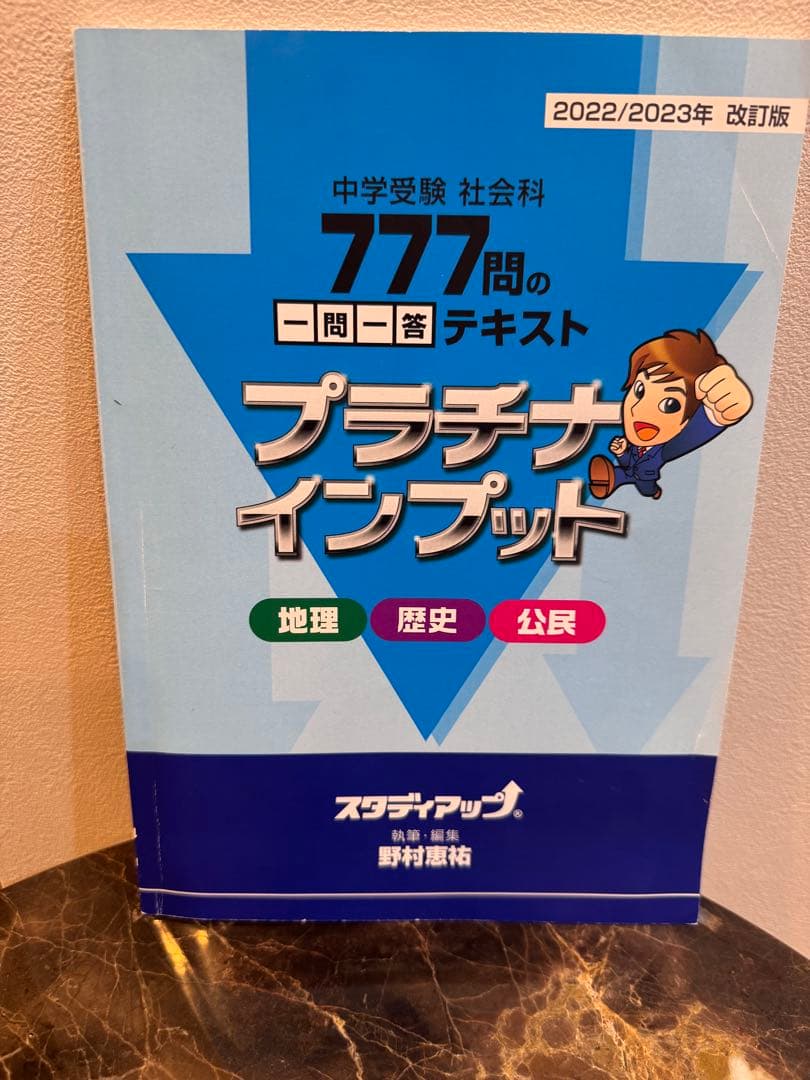 2022/2023年 改訂版
中学受験 社会科
777問の
一問一答テキスト
プラチナ
インプット
地理 歴史 公民
スタディアップ®
執筆・編集
野村恵祐